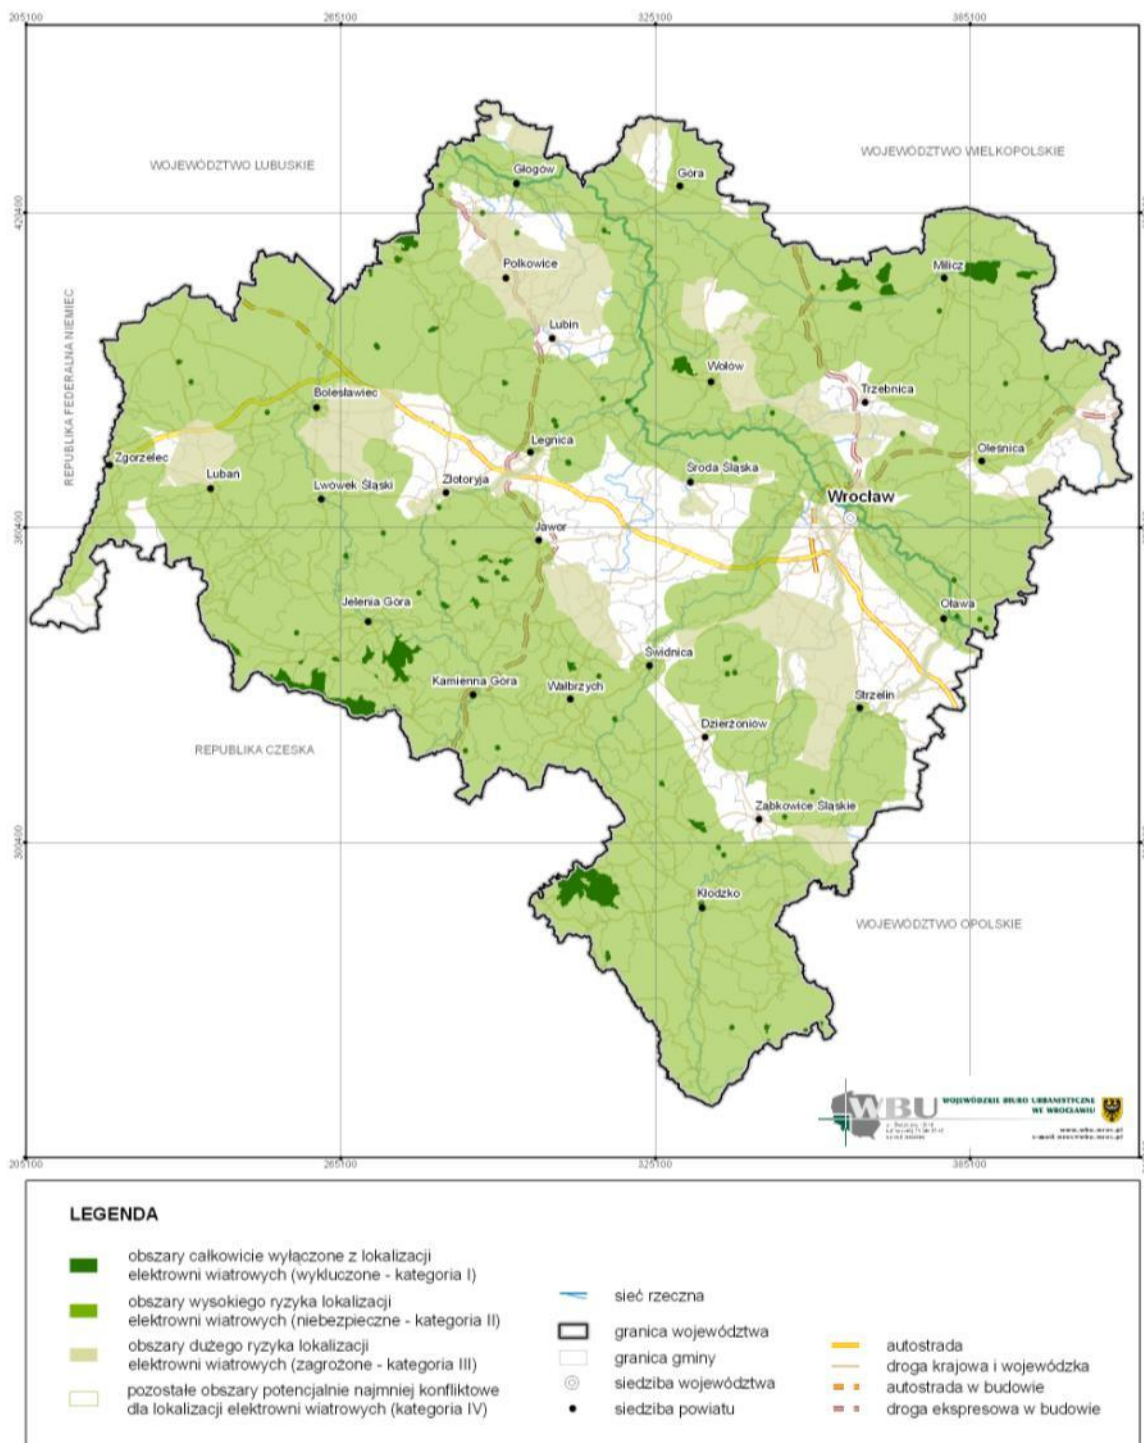 205100 265100 325100 385100
WOJEWÓDZTWO LUBUSKIE
WOJEWÓDZTWO WIELKOPOLSKIE
Głogów
Góra
420400
Polkowice
Milicz
REPUBLIKA FEDERALNA NIEMIEC
Lubin
Wołów
Trzebnica
Bolesławiec
Legnica
Oleśnica
Zgorzelec
Lubań
Lwówek Śląski
Złotoryja
Środa Śląska
Wrocław
360400
Jawor
Jelenia Góra
Oława
Świdnica
Kamienna Góra
Wałbrzych
Strzelin
Dzierżoniów
REPUBLIKA CZESKA
Ząbkowice Śląskie
300400
Kłodzko
WOJEWÓDZTWO OPOLSKIE
WBU
WOJEWÓDZKIE BIURO URBANISTYCZNE
WE WROCŁAWIU
205100 265100 325100 385100
LEGENDA
obszary całkowicie wyłączone z lokalizacji
elektrowni wiatrowych (wykluczone - kategoria I)
obszary wysokiego ryzyka lokalizacji
elektrowni wiatrowych (niebezpieczne - kategoria II)
obszary dużego ryzyka lokalizacji
elektrowni wiatrowych (zagrożone - kategoria III)
pozostałe obszary potencjalnie najmniej konfliktowe
dla lokalizacji elektrowni wiatrowych (kategoria IV)
sieć rzeczna
granica województwa
granica gminy
siedziba województwa
siedziba powiatu
autostrada
droga krajowa i wojewódzka
autostrada w budowie
droga ekspresowa w budowie